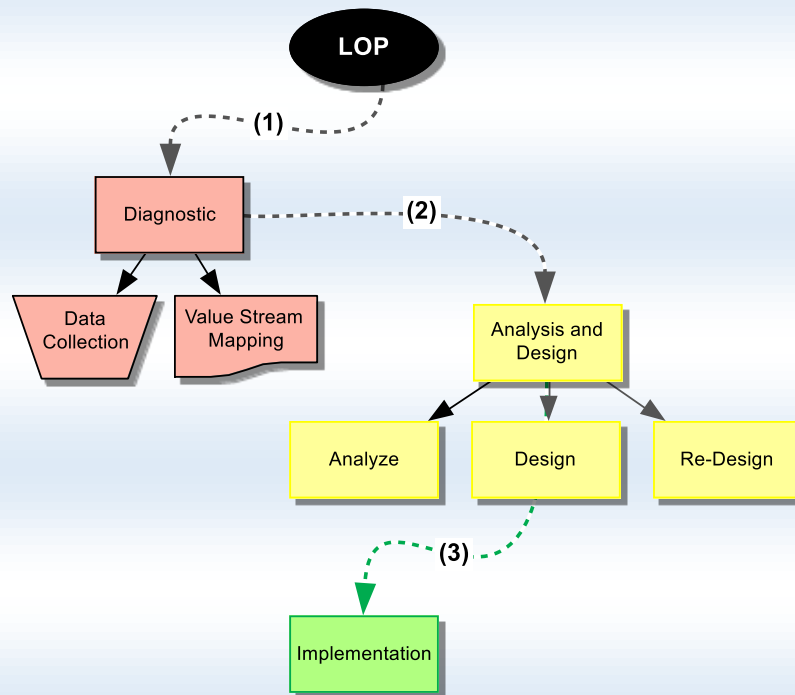 LOP
(1)
Diagnostic
(2)
Data
Collection
Value Stream
Mapping
Analysis and
Design
Analyze
Design
Re-Design
(3)
Implementation